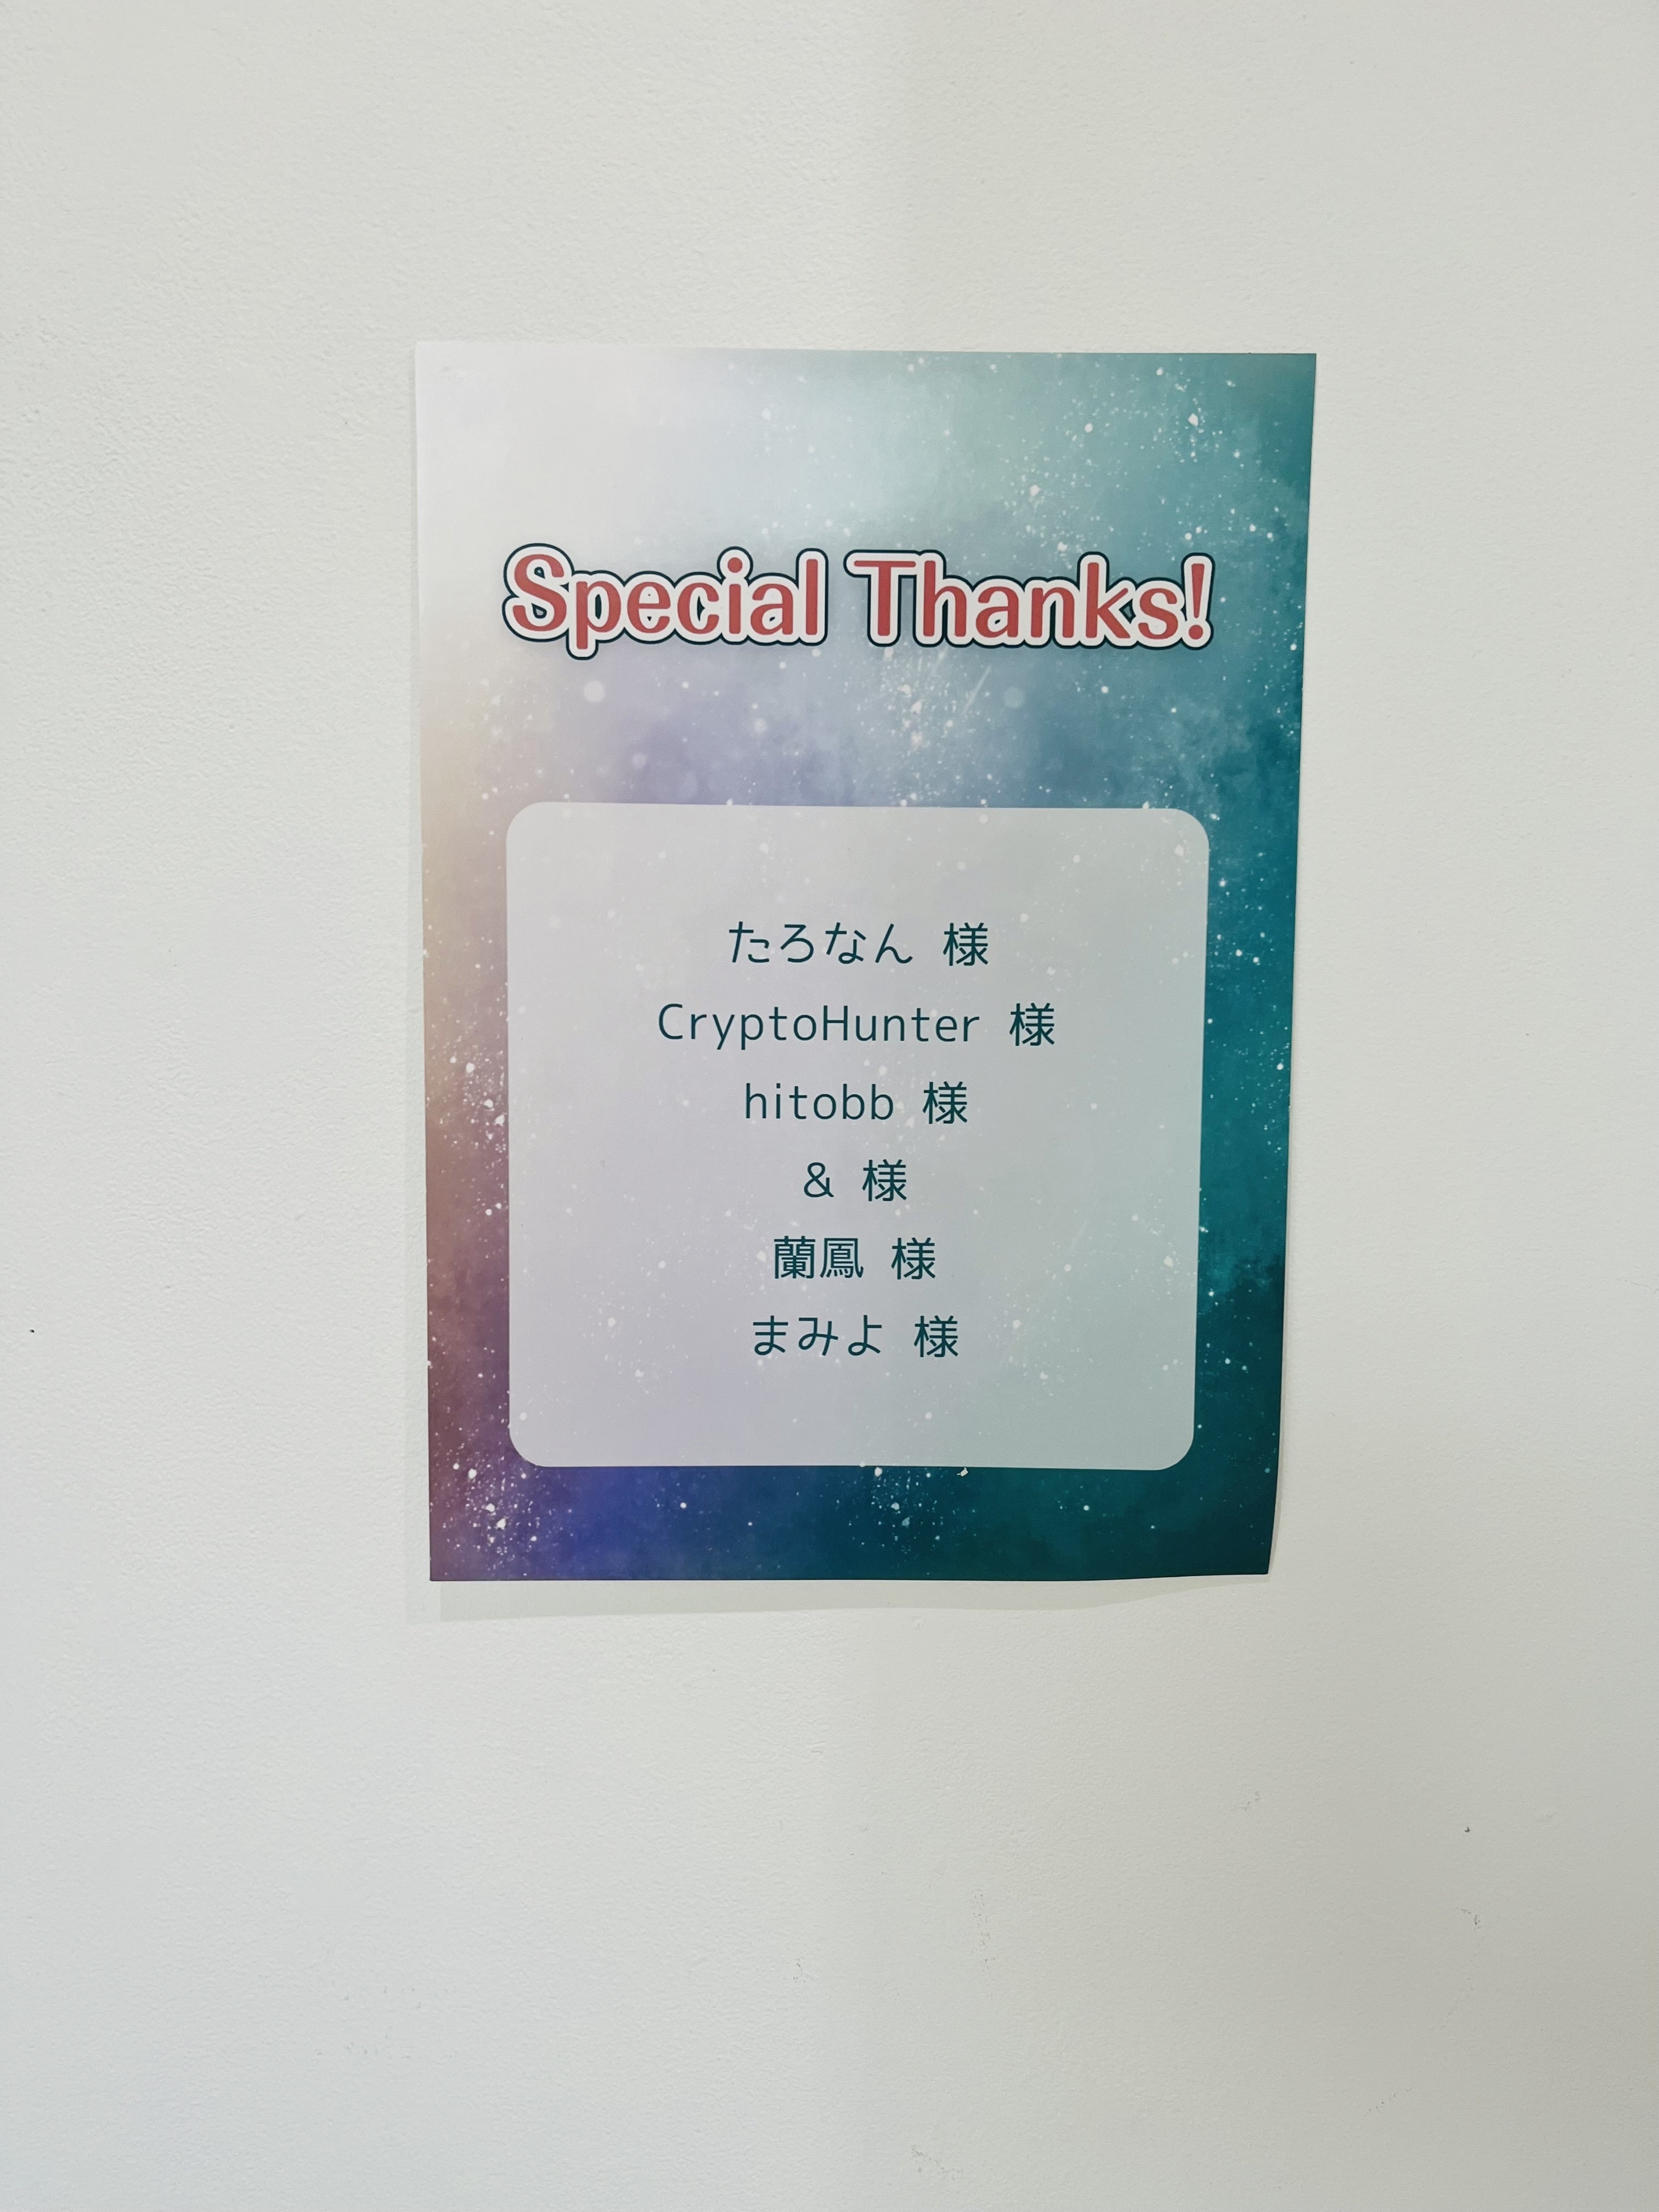 Special Thanks!
たろなん 様
CryptoHunter 様
hitobb 様
& 様
蘭鳳 様
まみよ 様